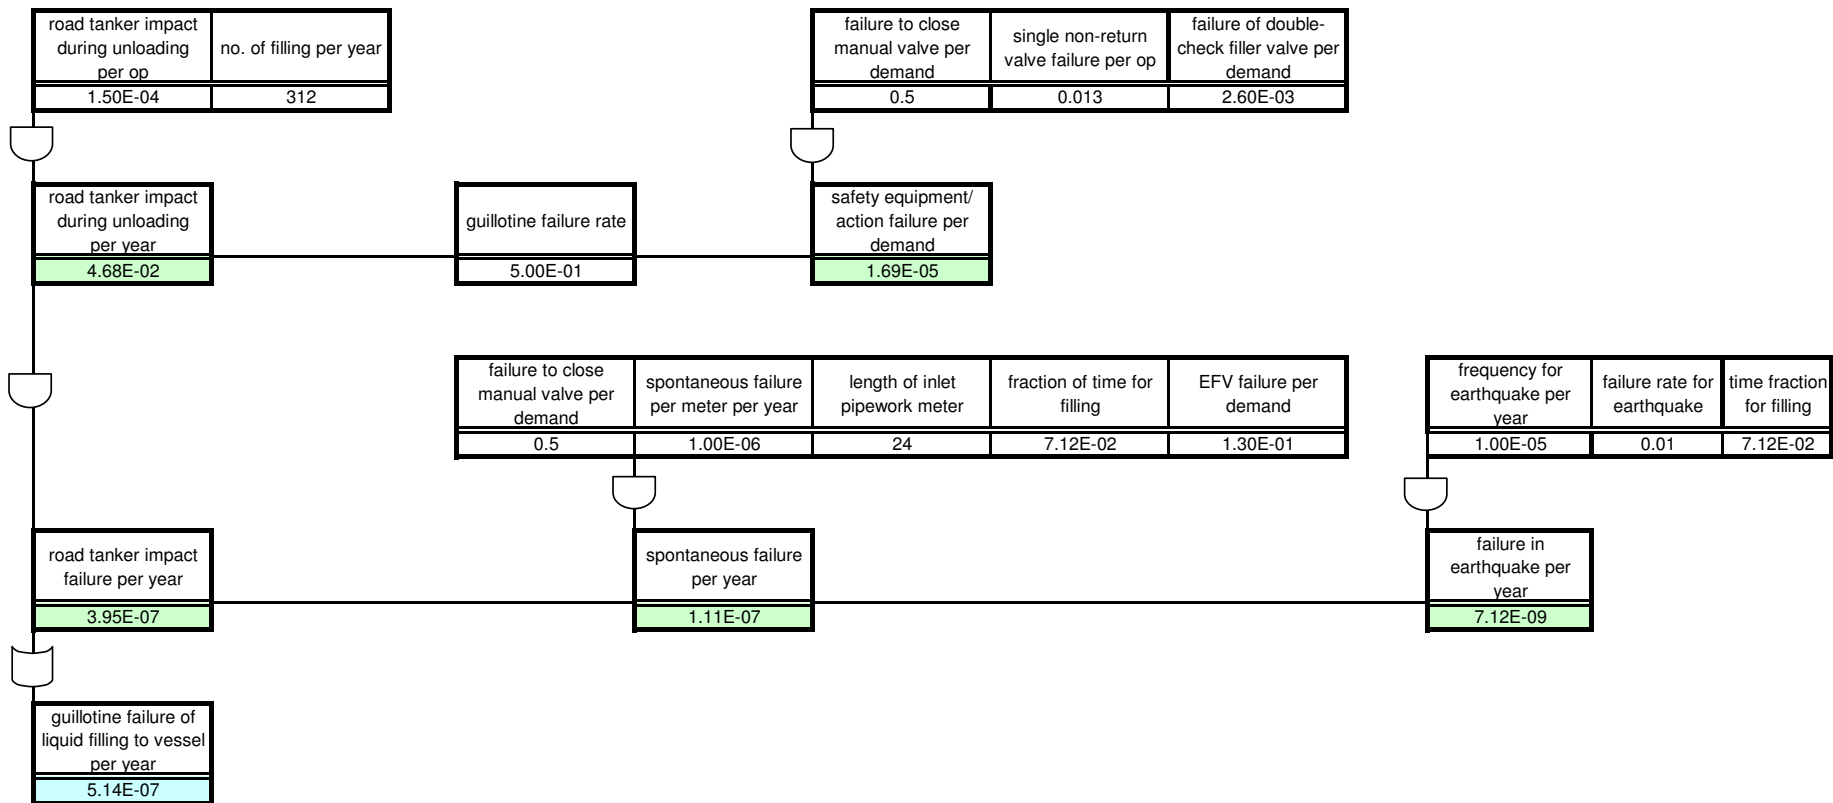 road tanker impact
during unloading
per op
no. of filling per year
1.50E-04
312
failure to close
manual valve per
demand
single non-return
valve failure per op
failure of double-
check filler valve per
demand
0.5
0.013
2.60E-03
road tanker impact
during unloading
per year
4.68E-02
guillotine failure rate
5.00E-01
safety equipment/
action failure per
demand
1.69E-05
failure to close
manual valve per
demand
spontaneous failure
per meter per year
length of inlet
pipework meter
fraction of time for
filling
EFV failure per
demand
0.5
1.00E-06
24
7.12E-02
1.30E-01
frequency for
earthquake per
year
failure rate for
earthquake
time fraction
for filling
1.00E-05
0.01
7.12E-02
road tanker impact
failure per year
3.95E-07
spontaneous failure
per year
1.11E-07
failure in
earthquake per
year
7.12E-09
guillotine failure of
liquid filling to vessel
per year
5.14E-07